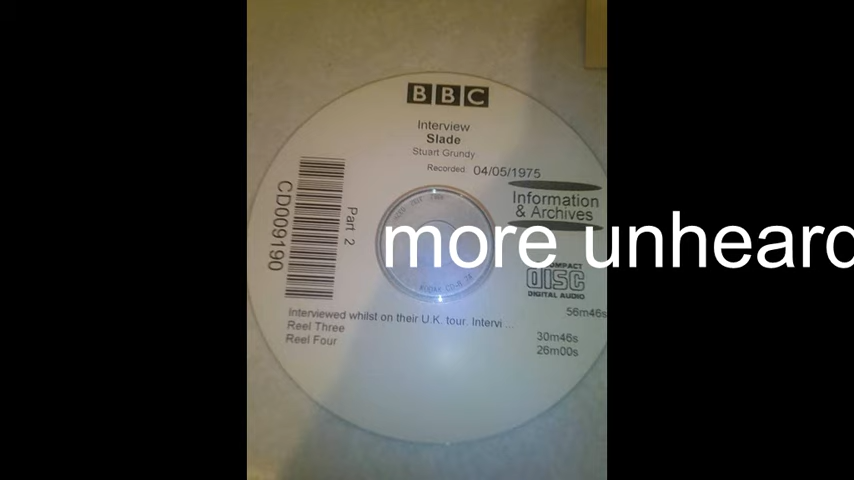 BBC
Interview
Slade
Stuart Grundy
Recorded 04/05/1975
Information
& Archives
CD009190
Part 2
more unheard
COMPACT
DISC
DIGITAL AUDIO
56m46s
Interviewed whilst on their U.K. tour. Intervi ...
Reel Three 30m46s
Reel Four 26m00s